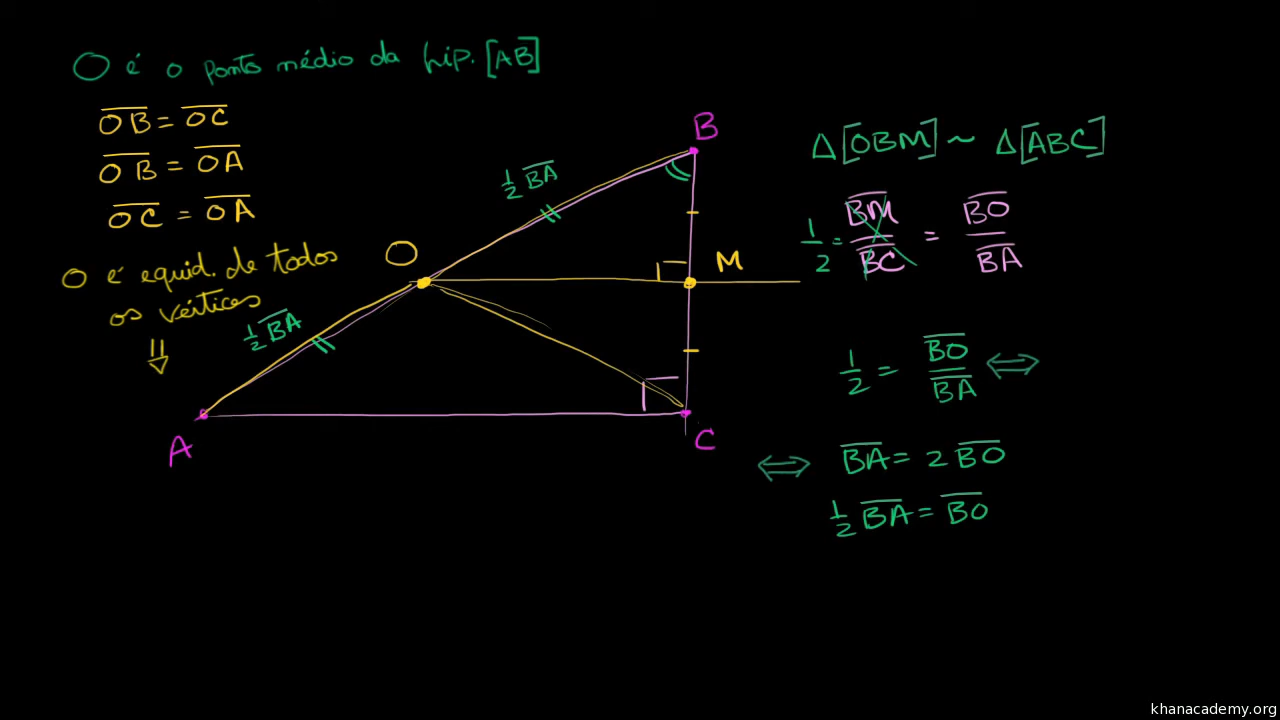 O é o ponto médio da hip. [AB]
OB = OC
OB = OA
OC = OA
O é equid. de todos
os vértices
⇓
B
1/2 BA
O
M
1/2 BA
A
C
Δ[OBM] ~ Δ[ABC]
1/2 = BM/BC = BO/BA
1/2 = BO/BA ⇔
⇔ BA = 2 BO
1/2 BA = BO
khanacademy.org